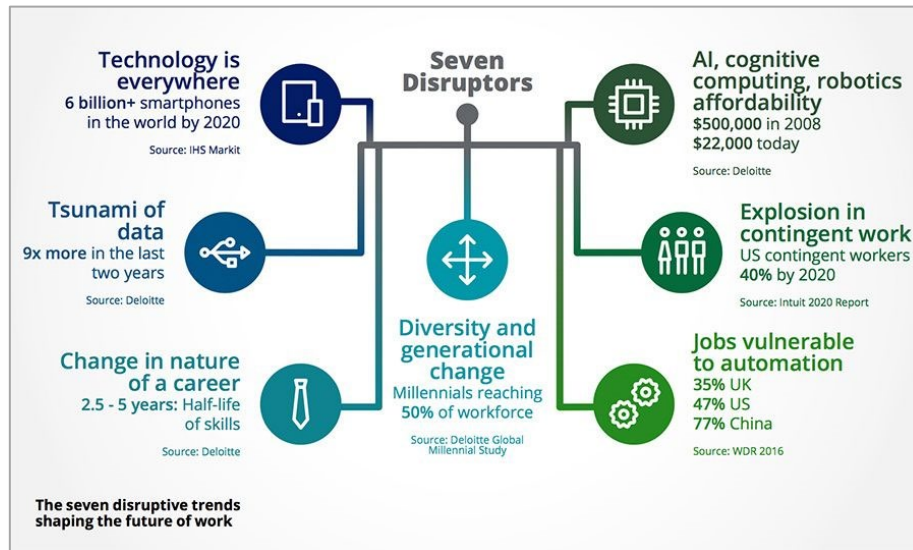 Seven
Disruptors
Technology is
everywhere
6 billion+ smartphones
in the world by 2020
Source: IHS Markit
Tsunami of
data
9x more in the last
two years
Source: Deloitte
Change in nature
of a career
2.5 - 5 years: Half-life
of skills
Source: Deloitte
Diversity and
generational
change
Millennials reaching
50% of workforce
Source: Deloitte Global
Millennial Study
AI, cognitive
computing, robotics
affordability
$500,000 in 2008
$22,000 today
Source: Deloitte
Explosion in
contingent work
US contingent workers
40% by 2020
Source: Intuit 2020 Report
Jobs vulnerable
to automation
35% UK
47% US
77% China
Source: WDR 2016
The seven disruptive trends
shaping the future of work